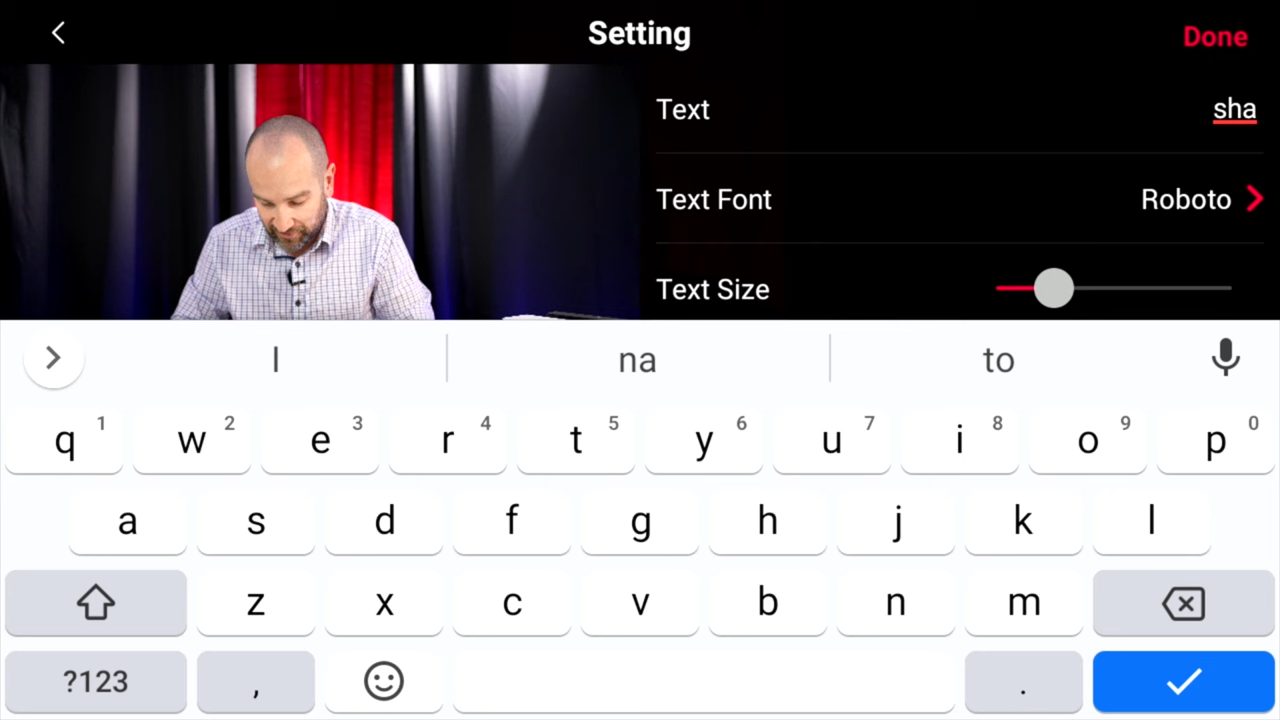 Setting
Done
Text
sha
Text Font
Roboto
Text Size
I
na
to
q 1 w 2 e 3 r 4 t 5 y 6 u 7 i 8 o 9 p 0
a s d f g h j k l
z x c v b n m
?123 , .